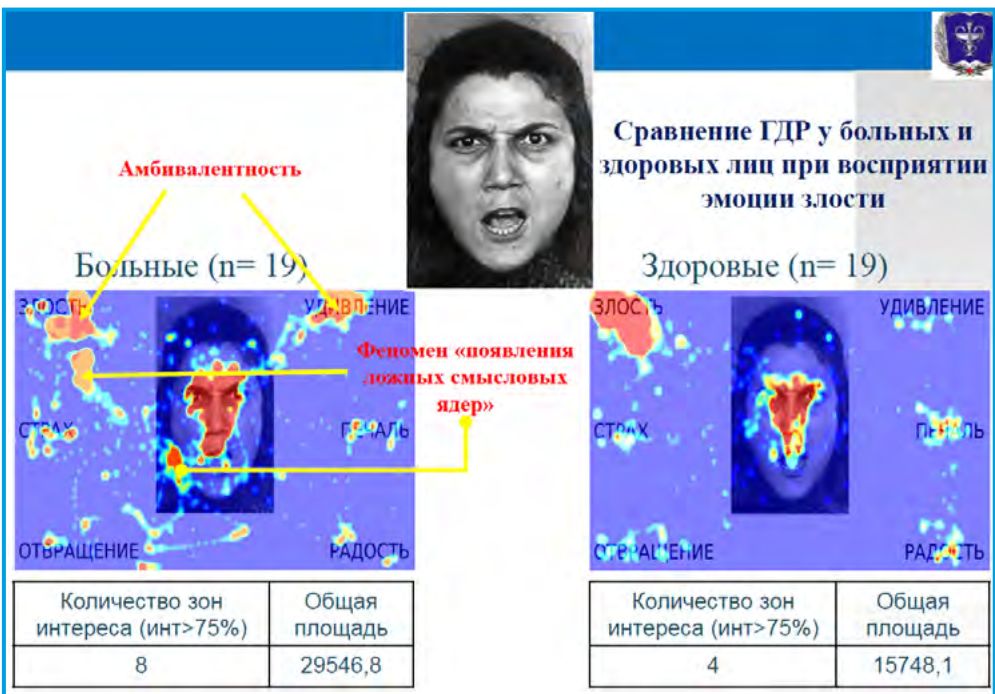 Сравнение ГДР у больных и
здоровых лиц при восприятии
эмоции злости
Амбивалентность
Больные (n= 19)
Здоровые (n= 19)
ЗЛОСТЬ
УДИВЛЕНИЕ
Феномен «появления
ложных смысловых
ядер»
СТРАХ
ПЕЧАЛЬ
ОТВРАЩЕНИЕ
РАДОСТЬ
ЗЛОСТЬ
УДИВЛЕНИЕ
СТРАХ
ПЕЧАЛЬ
ОТВРАЩЕНИЕ
РАДОСТЬ
Количество зон
интереса (инт>75%)
Общая
площадь
8
29546,8
Количество зон
интереса (инт>75%)
Общая
площадь
4
15748,1